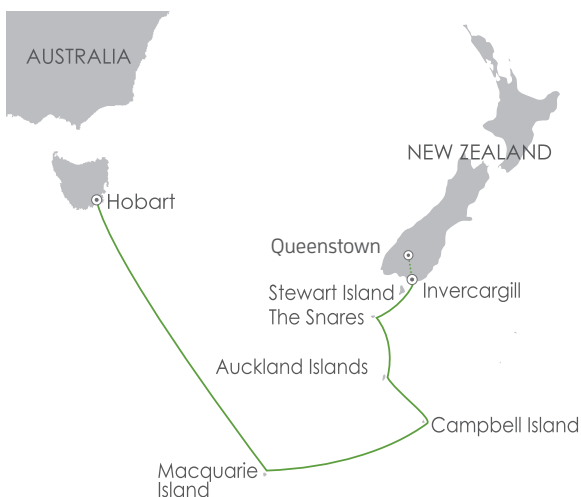 AUSTRALIA
NEW ZEALAND
Hobart
Queenstown
Stewart Island
Invercargill
The Snares
Auckland Islands
Campbell Island
Macquarie
Island